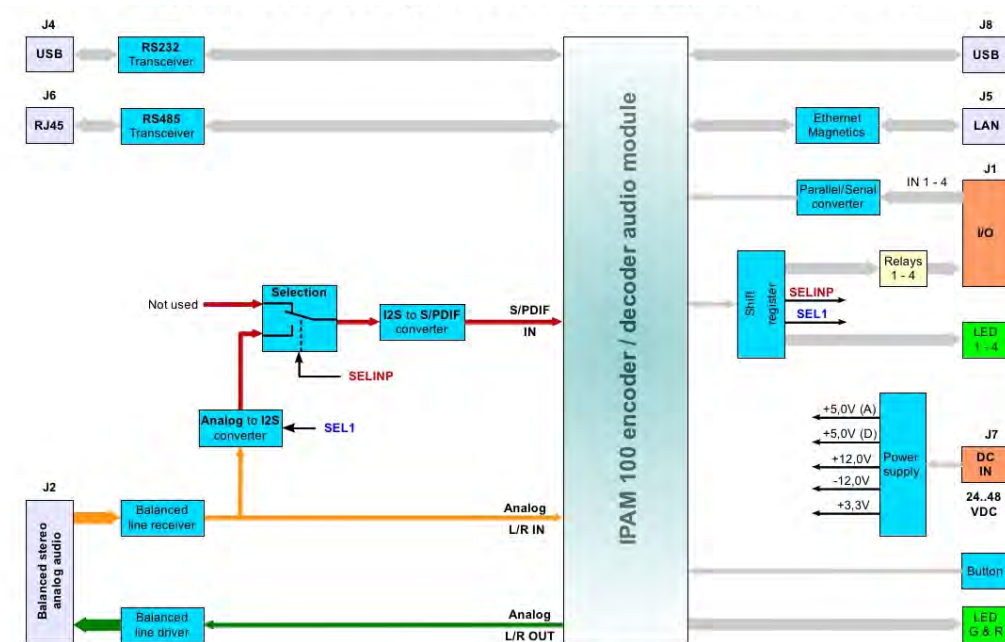 J4
USB
RS232
Transceiver
J6
RJ45
RS485
Transceiver
Not used
Selection
I2S to S/PDIF
converter
S/PDIF
IN
SELINP
Analog to I2S
converter
SEL1
J2
Balanced stereo
analog audio
Balanced
line receiver
Analog
L/R IN
Balanced
line driver
Analog
L/R OUT
IPAM 100 encoder / decoder audio module
J8
USB
Ethernet
Magnetics
J5
LAN
Parallel/Serial
converter
IN 1 - 4
J1
I/O
Shift
register
Relays
1 - 4
SELINP
SEL1
LED
1 - 4
+5,0V (A)
+5,0V (D)
+12,0V
-12,0V
+3,3V
Power
supply
J7
DC
IN
24..48
VDC
Button
LED
G & R